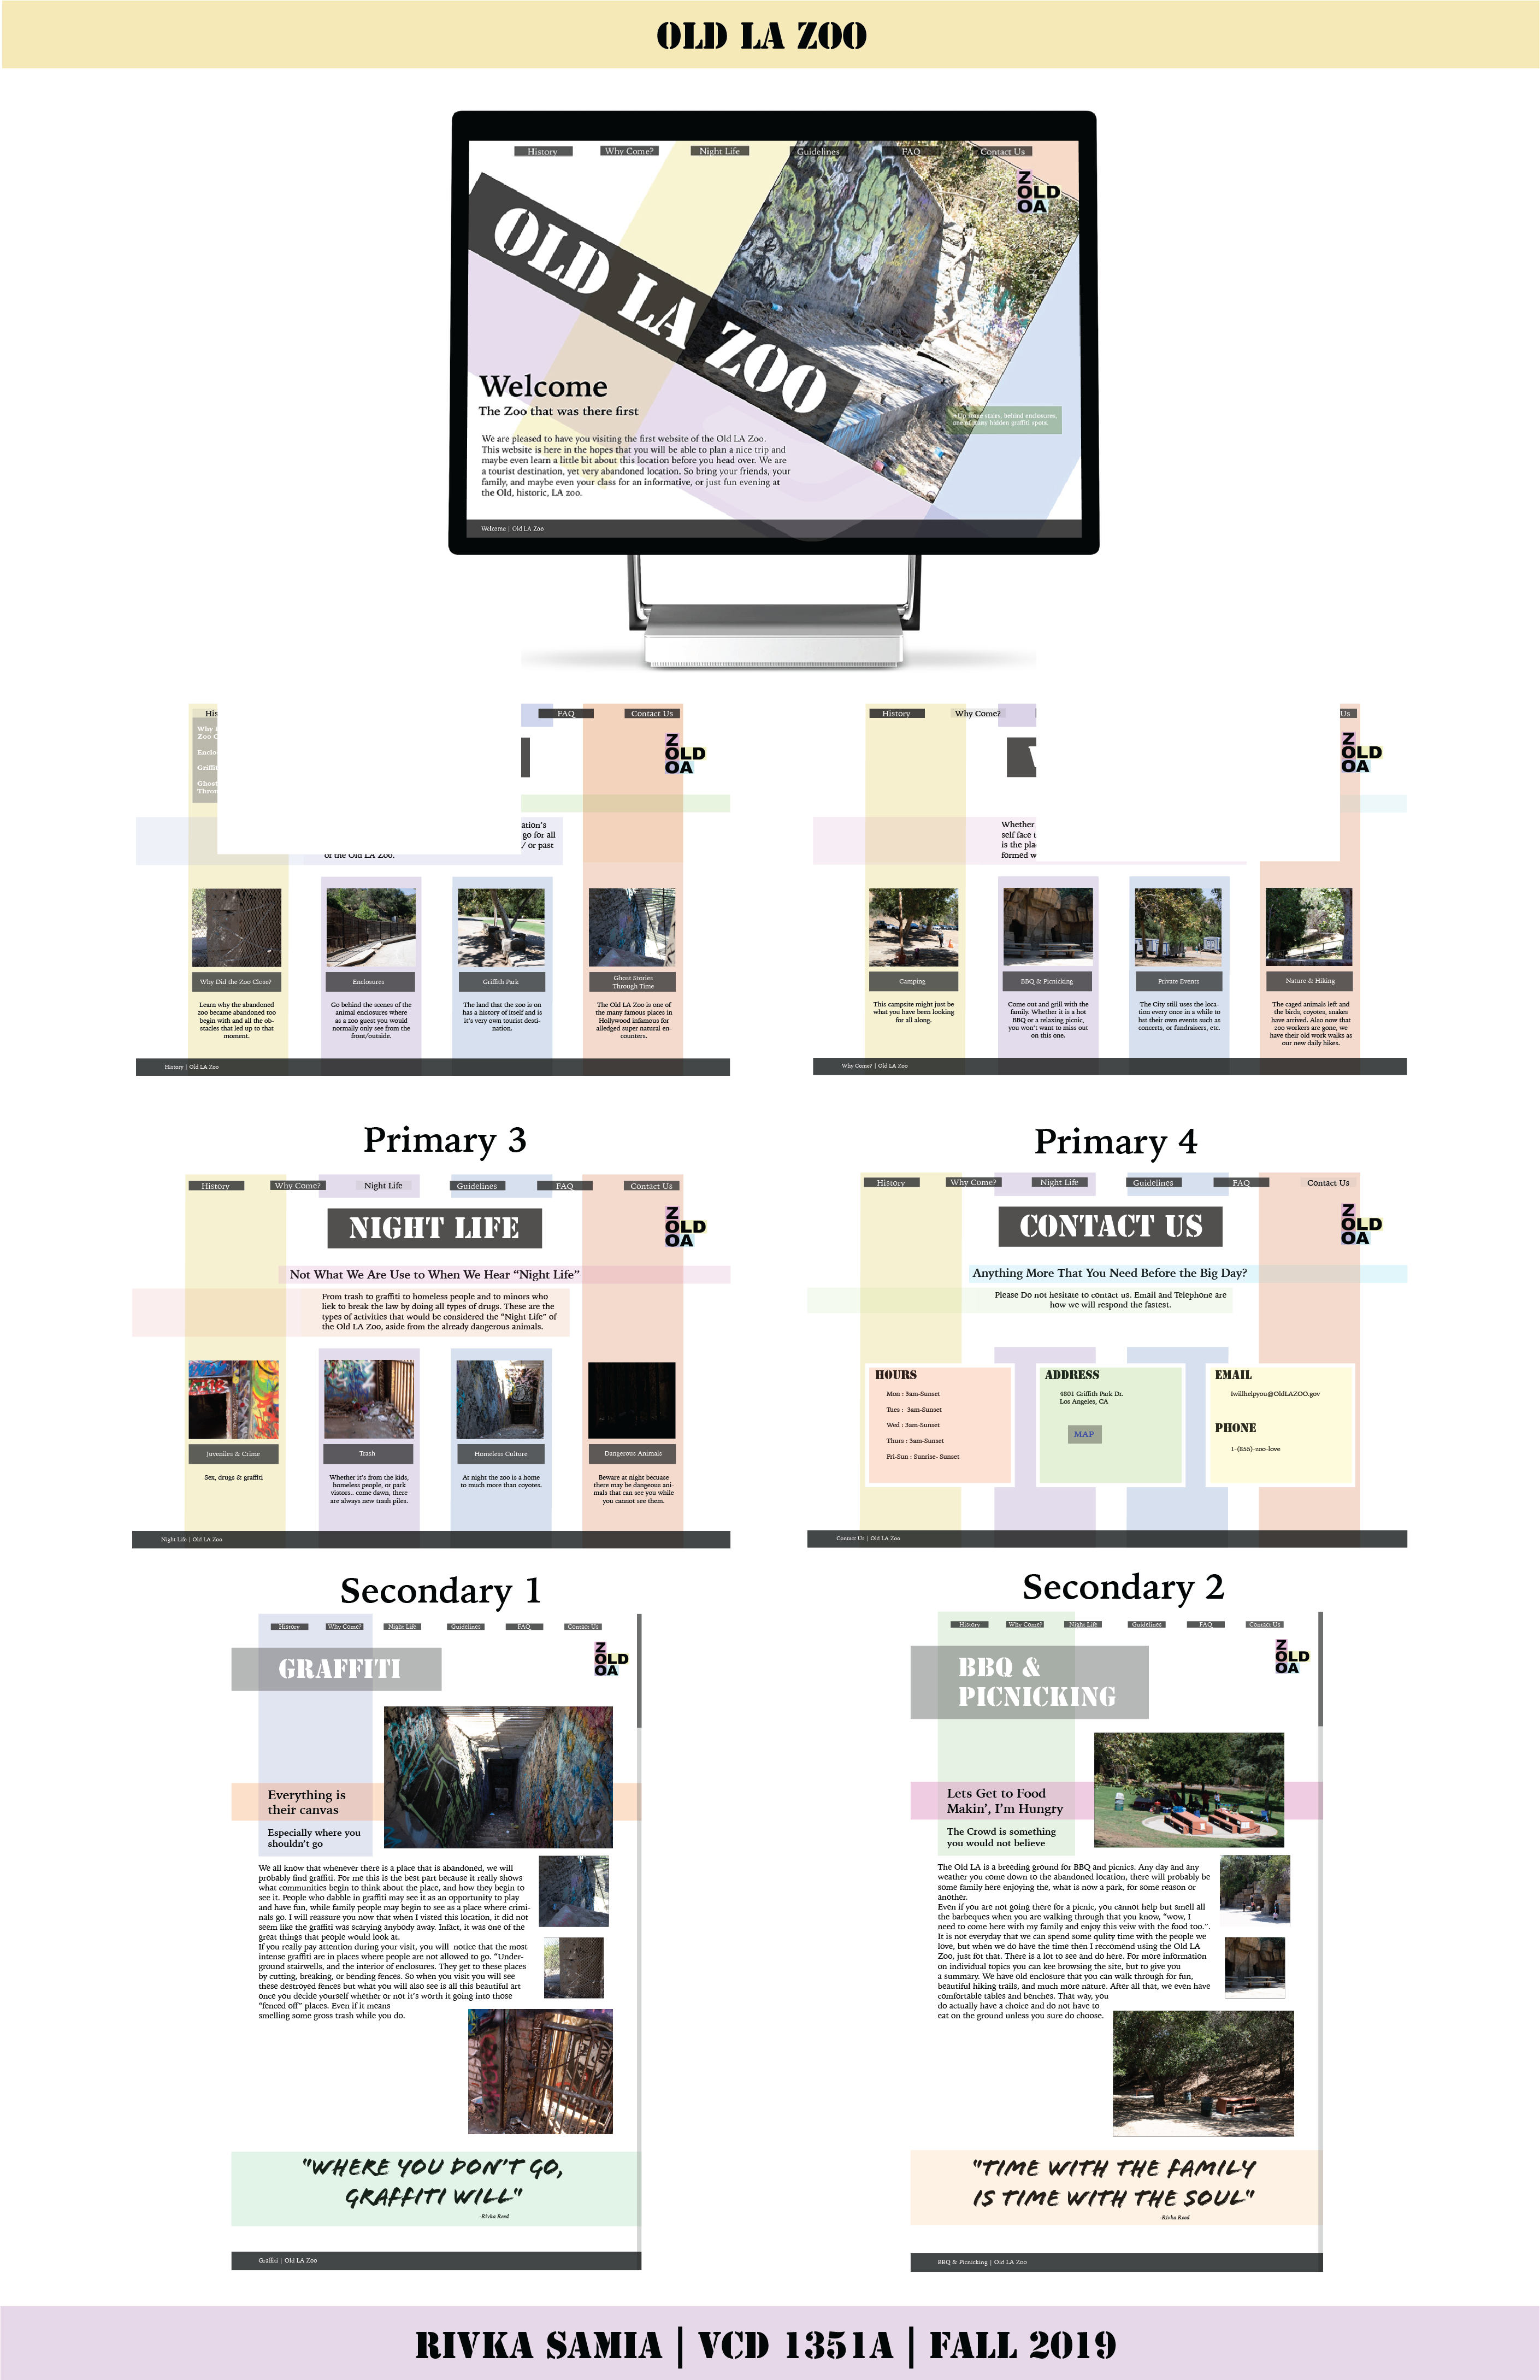 OLD LA ZOO
History Why Come? Night Life Guidelines FAQ Contact Us
Z
OLD
OA
OLD LA ZOO
Welcome
The Zoo that was there first
We are pleased to have you visiting the first website of the Old LA Zoo.
This website is here in the hopes that you will be able to plan a nice trip and
maybe even learn a little bit about this location before you head over. We are
a tourist destination, yet very abandoned location. So bring your friends, your
family, and maybe even your class for an informative, or just fun evening at
the Old, historic, LA zoo.
stairs, behind enclosures,
hidden graffiti spots.
Welcome | Old LA Zoo
FAQ Contact Us
Why
Zoo
Z
OLD
OA
ation's
go for all
/ or past
of the Old LA Zoo.
Why Did the Zoo Close?
Learn why the abandoned
zoo became abandoned too
begin with and all the ob-
stacles that led up to that
moment.
Enclosures
Go behind the scenes of the
animal enclosures where
as a zoo guest you would
normally only see from the
front/outside.
Griffith Park
The land that the zoo is on
has a history of itself and is
it's very own tourist desti-
nation.
Ghost Stories
Through Time
The Old LA Zoo is one of
the many famous places in
Hollywood infamous for
alledged super natural en-
counters.
History | Old LA Zoo
History Why Come? Us
Z
OLD
OA
Whether
self face t
is the pla
formed w
Camping
This campsite might just be
what you have been looking
for all along.
BBQ & Picnicking
Come out and grill with the
family. Whether it is a hot
BBQ or a relaxing picnic,
you won't want to miss out
on this one.
Private Events
The City still uses the loca-
tion every once in a while to
hst their own events such as
concerts, or fundraisers, etc.
Nature & Hiking
The caged animals left and
the birds, coyotes, snakes
have arrived. Also now that
zoo workers are gone, we
have their old work walks as
our new daily hikes.
Why Come? | Old LA Zoo
Primary 3
History Why Come? Night Life Guidelines FAQ Contact Us
NIGHT LIFE
Z
OLD
OA
Not What We Are Use to When We Hear “Night Life”
From trash to graffiti to homeless people and to minors who
liek to break the law by doing all types of drugs. These are the
types of activities that would be considered the “Night Life” of
the Old LA Zoo, aside from the already dangerous animals.
Juveniles & Crime
Sex, drugs & graffiti
Trash
Whether it's from the kids,
homeless people, or park
vistors.. come dawn, there
are always new trash piles.
Homeless Culture
At night the zoo is a home
to much more than coyotes.
Dangerous Animals
Beware at night becuase
there may be dangeous ani-
mals that can see you while
you cannot see them.
Night Life | Old LA Zoo
Primary 4
History Why Come? Night Life Guidelines FAQ Contact Us
CONTACT US
Z
OLD
OA
Anything More That You Need Before the Big Day?
Please Do not hesitate to contact us. Email and Telephone are
how we will respond the fastest.
HOURS
Mon : 3am-Sunset
Tues : 3am-Sunset
Wed : 3am-Sunset
Thurs : 3am-Sunset
Fri-Sun : Sunrise- Sunset
ADDRESS
4801 Griffith Park Dr.
Los Angeles, CA
MAP
EMAIL
Iwillhelpyou@OldLAZOO.gov
PHONE
1-(855)-zoo-love
Contact Us | Old LA Zoo
Secondary 1
History Why Come? Night Life Guidelines FAQ Contact Us
GRAFFITI
Z
OLD
OA
Everything is
their canvas
Especially where you
shouldn't go
We all know that whenever there is a place that is abandoned, we will
probably find graffiti. For me this is the best part because it really shows
what communities begin to think about the place, and how they begin to
see it. People who dabble in graffiti may see it as an opportunity to play
and have fun, while family people may begin to see as a place where crimi-
nals go. I will reassure you now that when I visted this location, it did not
seem like the graffiti was scarying anybody away. Infact, it was one of the
great things that people would look at.
If you really pay attention during your visit, you will notice that the most
intense graffiti are in places where people are not allowed to go. “Under-
ground stairwells, and the interior of enclosures. They get to these places
by cutting, breaking, or bending fences. So when you visit you will see
these destroyed fences but what you will also see is all this beautiful art
once you decide yourself whether or not it's worth it going into those
“fenced off” places. Even if it means
smelling some gross trash while you do.
"WHERE YOU DON'T GO,
GRAFFITI WILL"
-Rivka Reed
Graffiti | Old LA Zoo
Secondary 2
History Why Come? Night Life Guidelines FAQ Contact Us
BBQ &
PICNICKING
Z
OLD
OA
Lets Get to Food
Makin', I'm Hungry
The Crowd is something
you would not believe
The Old LA is a breeding ground for BBQ and picnics. Any day and any
weather you come down to the abandoned location, there will probably be
some family here enjoying the, what is now a park, for some reason or
another.
Even if you are not going there for a picnic, you cannot help but smell all
the barbeques when you are walking through that you know, “wow, I
need to come here with my family and enjoy this veiw with the food too.”.
It is not everyday that we can spend some qulity time with the people we
love, but when we do have the time then I reccomend using the Old LA
Zoo, just fot that. There is a lot to see and do here. For more information
on individual topics you can kee browsing the site, but to give you
a summary. We have old enclosure that you can walk through for fun,
beautiful hiking trails, and much more nature. After all that, we even have
comfortable tables and benches. That way, you
do actually have a choice and do not have to
eat on the ground unless you sure do choose.
"TIME WITH THE FAMILY
IS TIME WITH THE SOUL"
-Rivka Reed
BBQ & Picnicking | Old LA Zoo
RIVKA SAMIA | VCD 1351A | FALL 2019